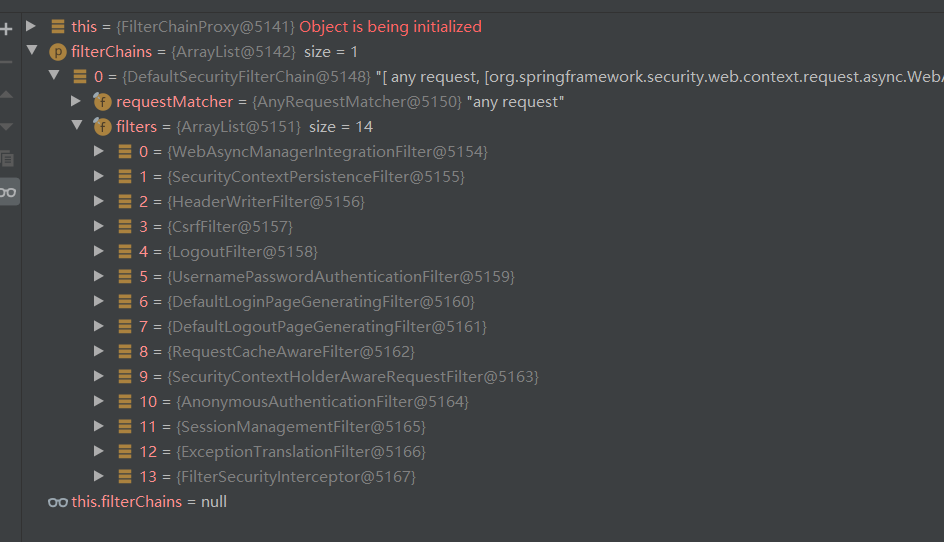 this = {FilterChainProxy@5141} Object is being initialized
p filterChains = {ArrayList@5142} size = 1
0 = {DefaultSecurityFilterChain@5148} "[ any request, [org.springframework.security.web.context.request.async.WebA
f requestMatcher = {AnyRequestMatcher@5150} "any request"
f filters = {ArrayList@5151} size = 14
0 = {WebAsyncManagerIntegrationFilter@5154}
1 = {SecurityContextPersistenceFilter@5155}
2 = {HeaderWriterFilter@5156}
3 = {CsrfFilter@5157}
4 = {LogoutFilter@5158}
5 = {UsernamePasswordAuthenticationFilter@5159}
6 = {DefaultLoginPageGeneratingFilter@5160}
7 = {DefaultLogoutPageGeneratingFilter@5161}
8 = {RequestCacheAwareFilter@5162}
9 = {SecurityContextHolderAwareRequestFilter@5163}
10 = {AnonymousAuthenticationFilter@5164}
11 = {SessionManagementFilter@5165}
12 = {ExceptionTranslationFilter@5166}
13 = {FilterSecurityInterceptor@5167}
this.filterChains = null